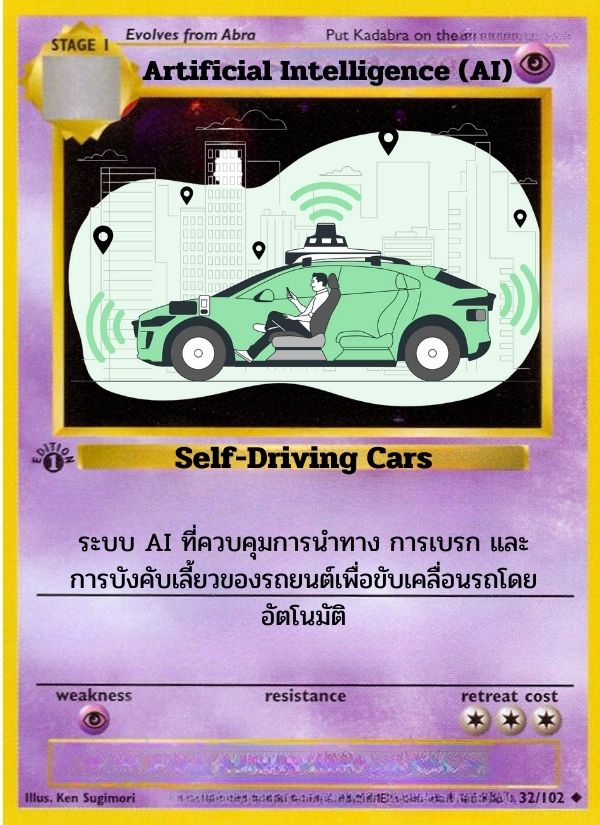 STAGE 1
Evolves from Abra
Put Kadabra on the
Artificial Intelligence (AI)
EDITION
1
Self-Driving Cars
ระบบ AI ที่ควบคุมการนำทาง การเบรก และ
การบังคับเลี้ยวของรถยนต์เพื่อขับเคลื่อนรถโดย
อัตโนมัติ
weakness
resistance
retreat cost
Illus. Ken Sugimori
32/102